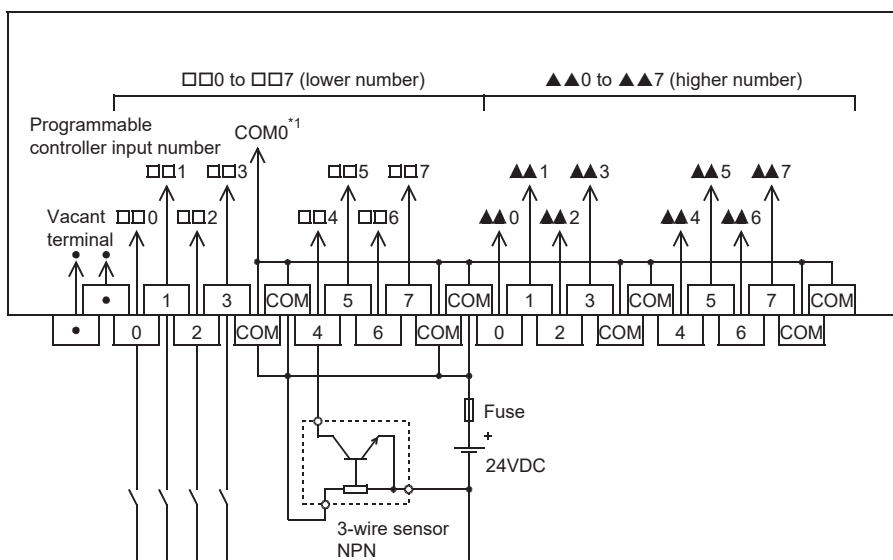 □□0 to □□7 (lower number) ▲▲0 to ▲▲7 (higher number)
Programmable
controller input number
COM0*1
□□1 □□3 □□5 □□7 ▲▲1 ▲▲3 ▲▲5 ▲▲7
Vacant
terminal
□□0 □□2 □□4 □□6 ▲▲0 ▲▲2 ▲▲4 ▲▲6
• •
• 1 3 COM 5 7 COM 1 3 COM 5 7 COM
• 0 2 COM 4 6 COM 0 2 COM 4 6 COM
Fuse
+
24VDC
3-wire sensor
NPN